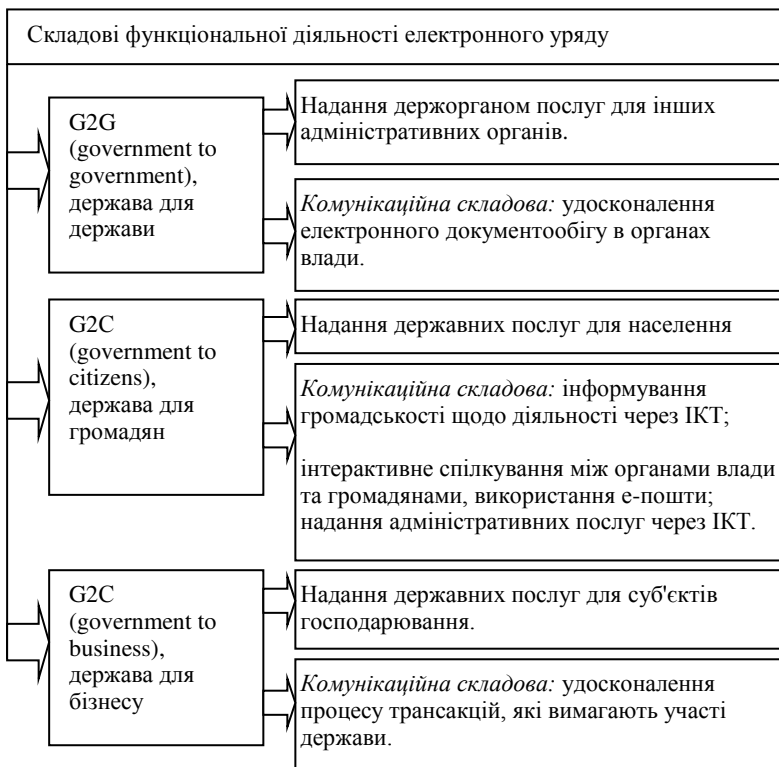 Складові функціональної діяльності електронного уряду
G2G
(government to
government),
держава для
держави
Надання держорганом послуг для інших
адміністративних органів.
Комунікаційна складова: удосконалення
електронного документообігу в органах
влади.
G2C
(government to
citizens),
держава для
громадян
Надання державних послуг для населення
Комунікаційна складова: інформування
громадськості щодо діяльності через ІКТ;
інтерактивне спілкування між органами влади
та громадянами, використання е-пошти;
надання адміністративних послуг через ІКТ.
G2C
(government to
business),
держава для
бізнесу
Надання державних послуг для суб'єктів
господарювання.
Комунікаційна складова: удосконалення
процесу трансакцій, які вимагають участі
держави.